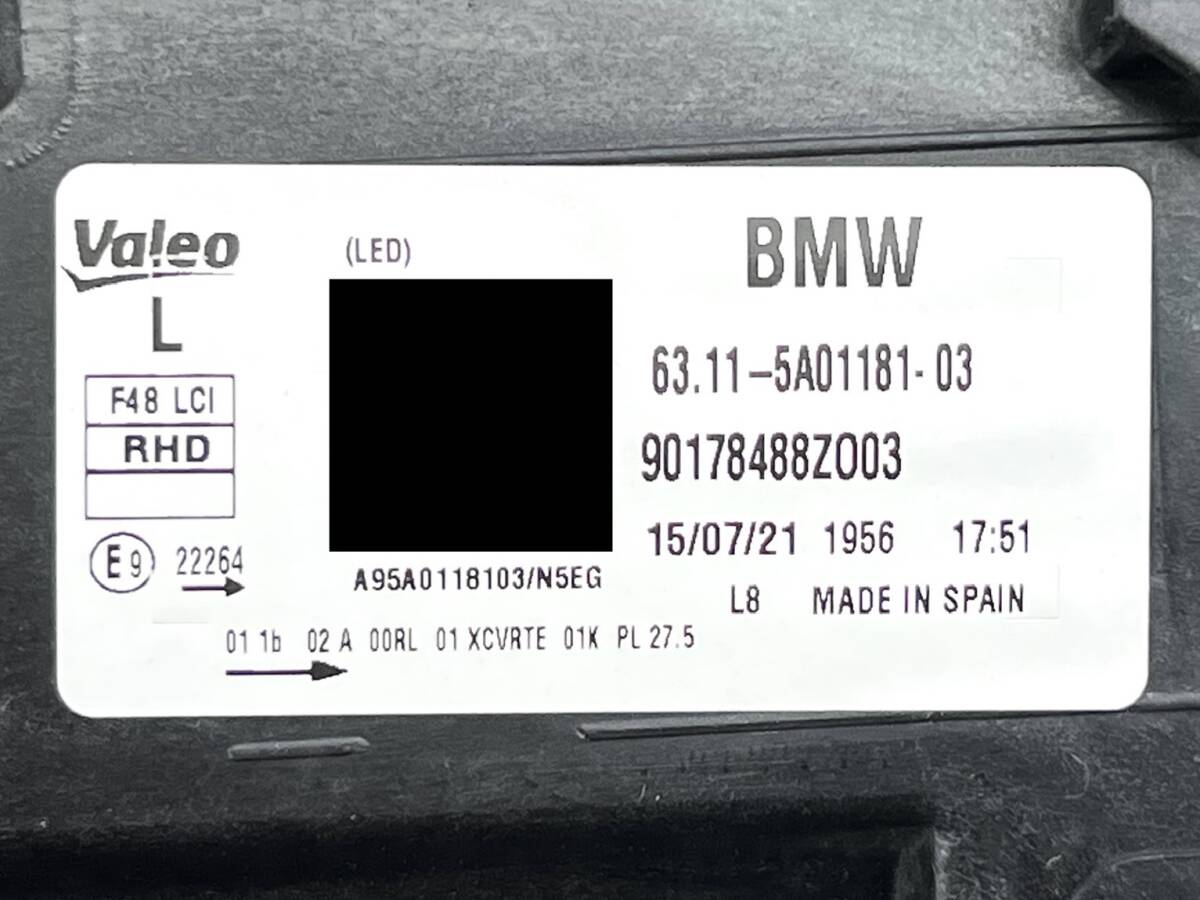 Valeo
L
(LED)
BMW
63.11-5A01181-03
F48 LCI
RHD
90178488Z003
15/07/21 1956 17:51
E9 22264
A95A0118103/N5EG
L8 MADE IN SPAIN
01 1b 02 A 00RL 01 XCVRTE 01K PL 27.5